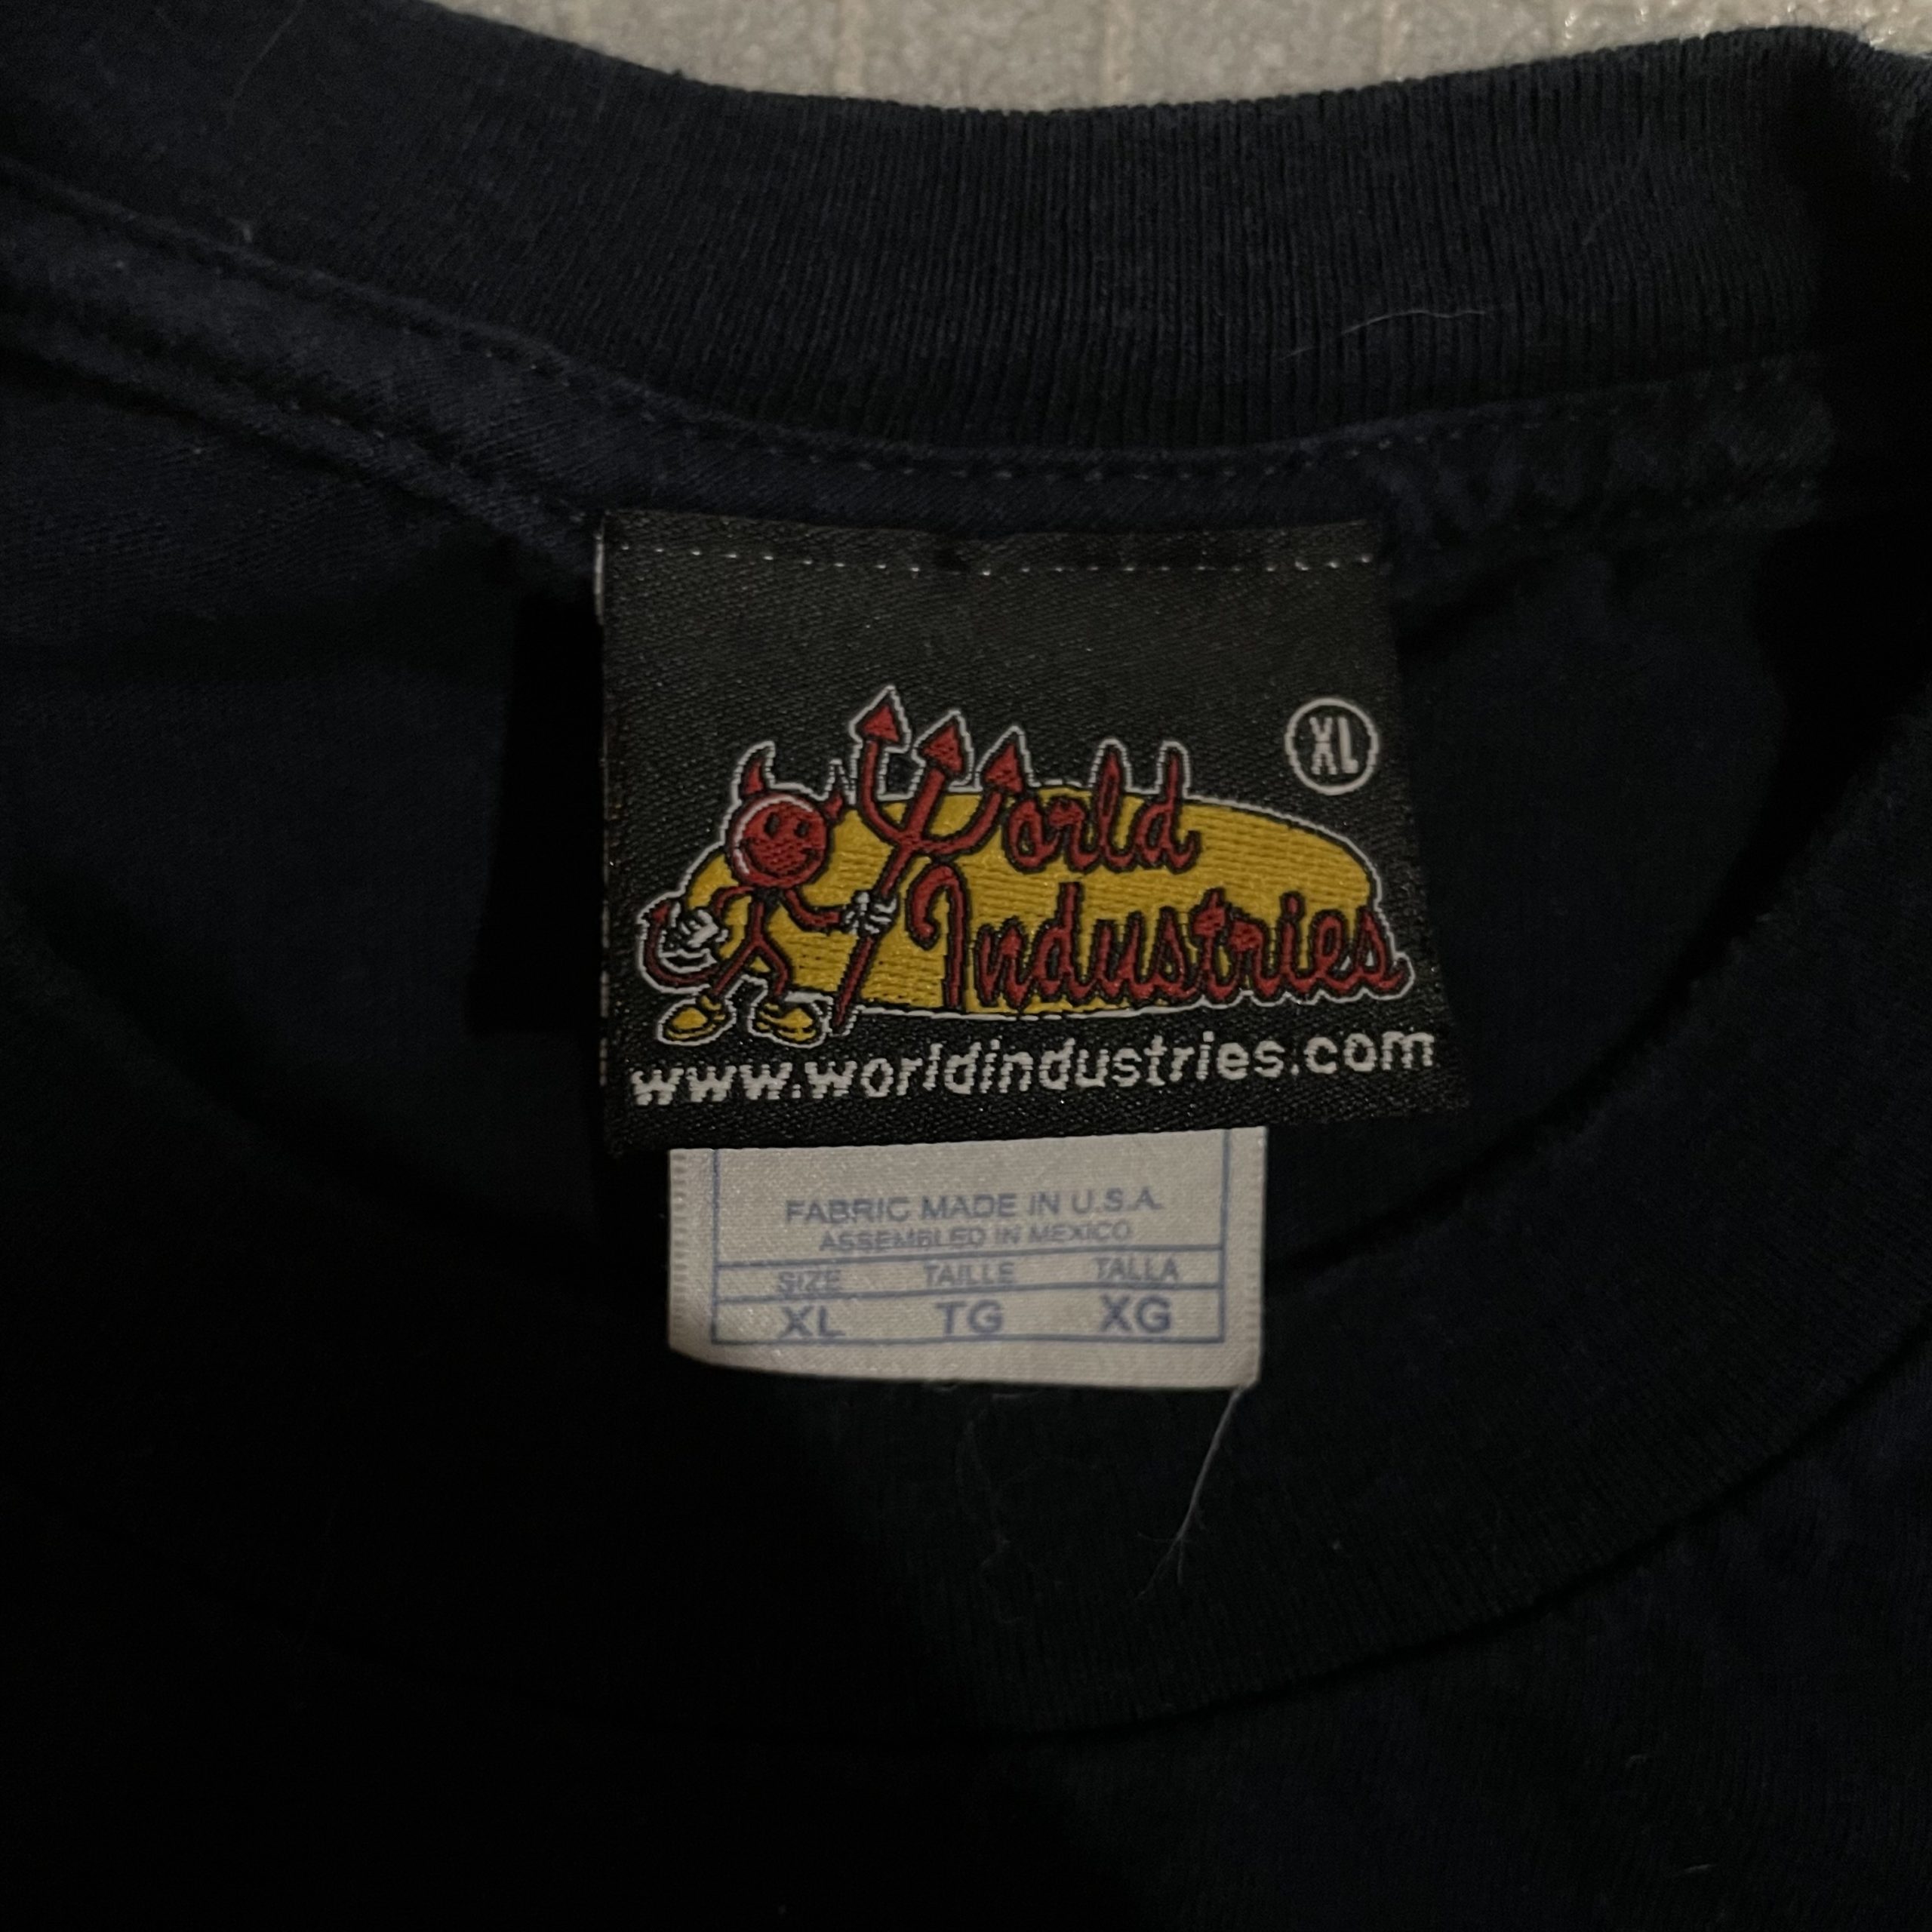 XL
World
Industries
www.worldindustries.com
FABRIC MADE IN U.S.A.
ASSEMBLED IN MEXICO
SIZE TAILLE TALLA
XL TG XG